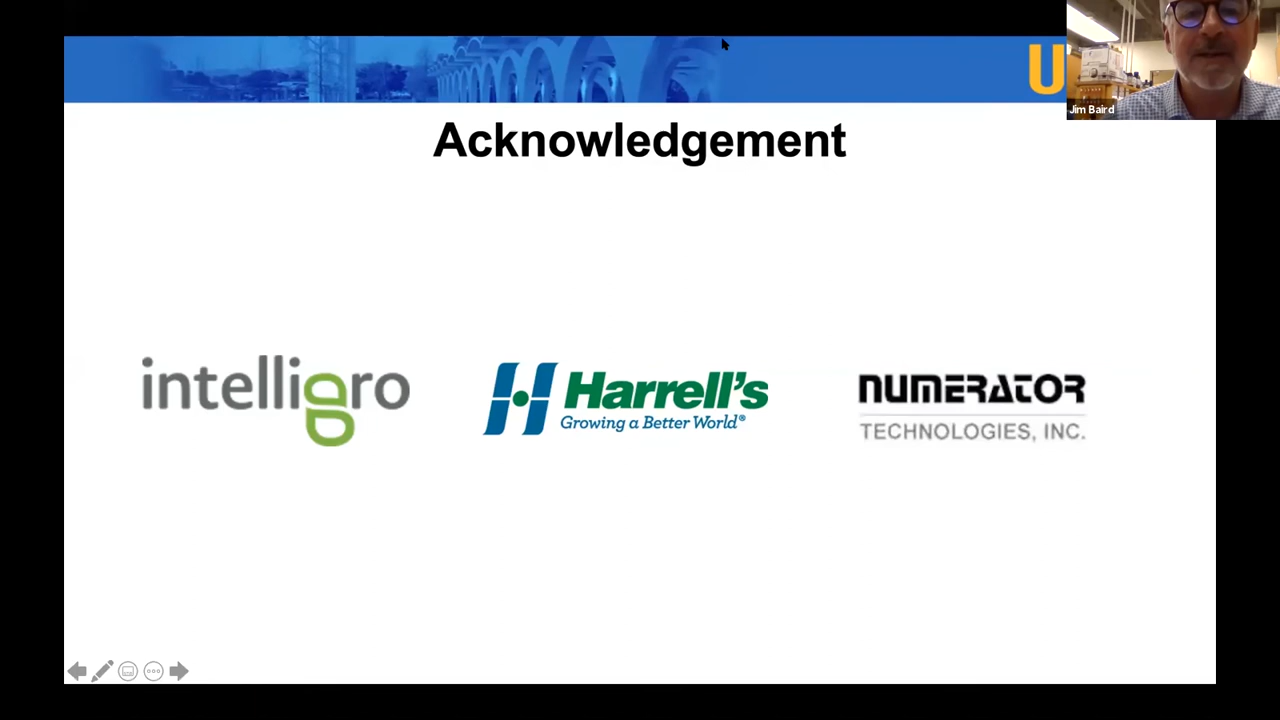 U
Jim Baird
Acknowledgement
intelligro
Harrell's
Growing a Better World®
NUMERATOR
TECHNOLOGIES, INC.